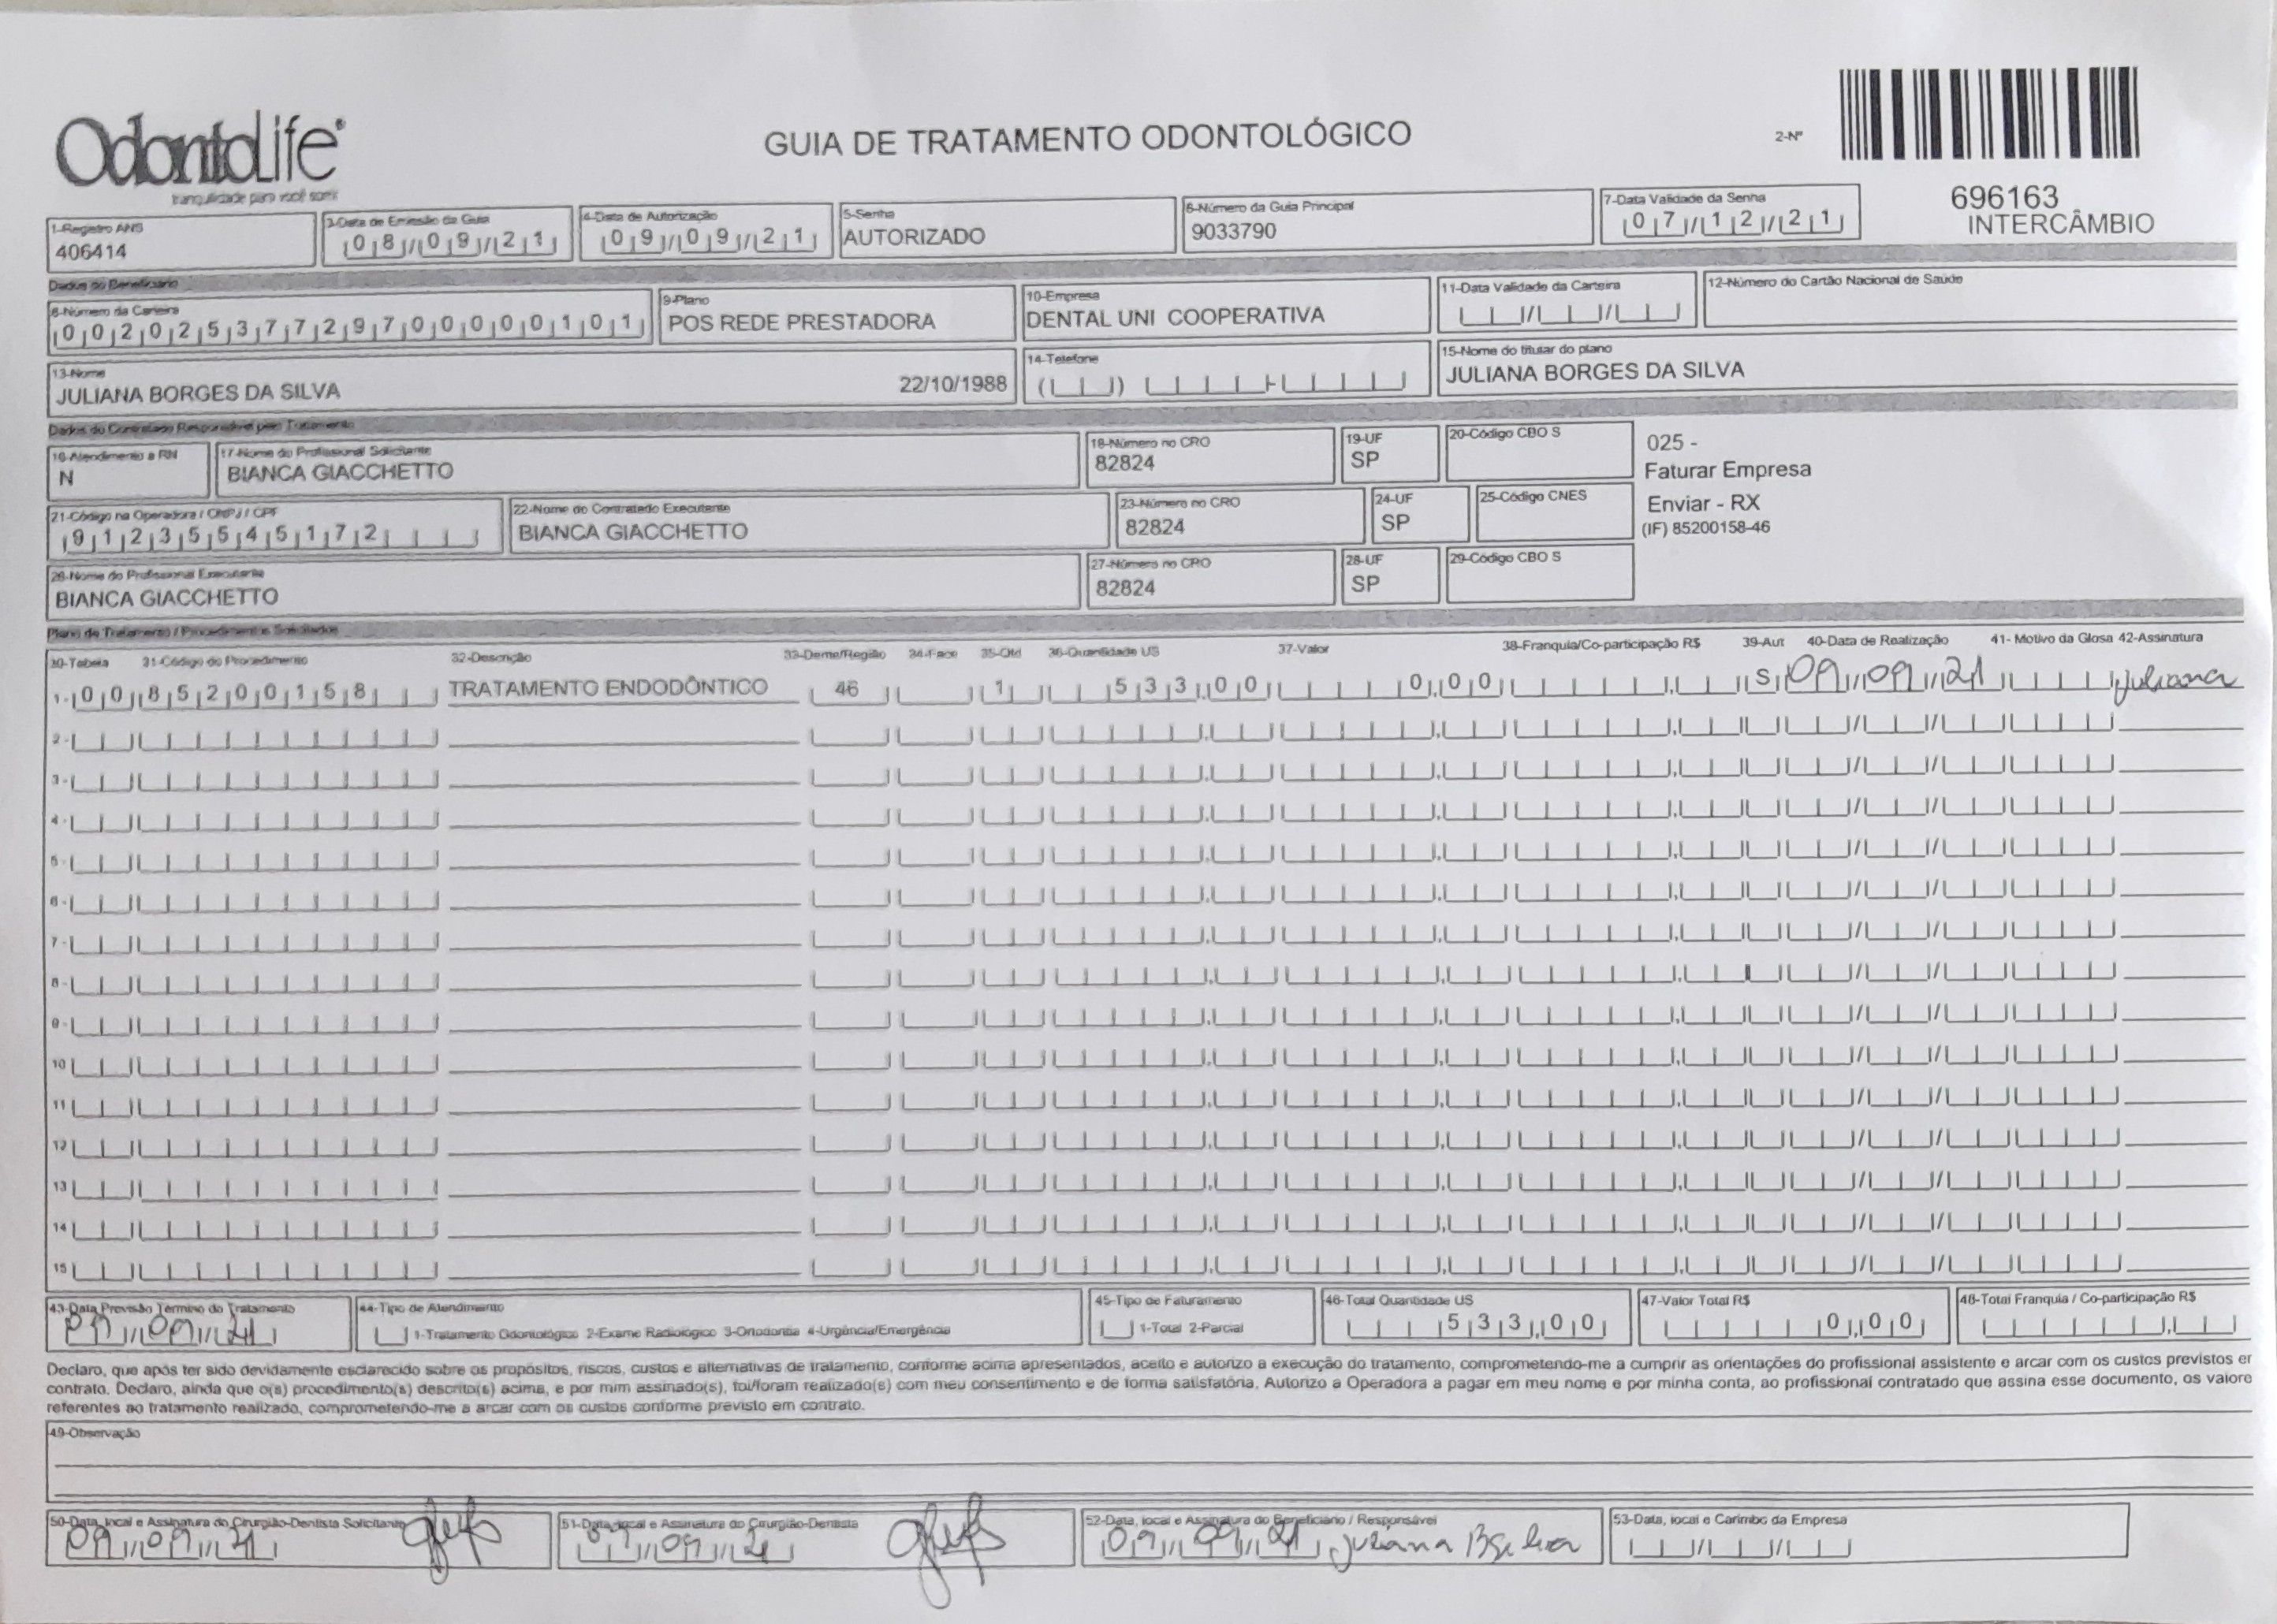 OdontoLife
tranquilidade para você sorrir
GUIA DE TRATAMENTO ODONTOLÓGICO
2-Nº
696163
INTERCÂMBIO
1-Registro ANS
406414
3-Data de Emissão da Guia
08/09/21
4-Data de Autorização
09/09/21
5-Senha
AUTORIZADO
6-Número da Guia Principal
9033790
7-Data Validade da Senha
07/12/21
Dados do Beneficiário
8-Número da Carteira
00202537729700000101
9-Plano
POS REDE PRESTADORA
10-Empresa
DENTAL UNI COOPERATIVA
11-Data Validade da Carteira
12-Número do Cartão Nacional de Saúde
13-Nome
JULIANA BORGES DA SILVA 22/10/1988
14-Telefone
15-Nome do titular do plano
JULIANA BORGES DA SILVA
Dados do Contratado Responsável pelo Tratamento
16-Atendimento a RN
N
17-Nome do Profissional Solicitante
BIANCA GIACCHETTO
18-Número no CRO
82824
19-UF
SP
20-Código CBO S
025 -
Faturar Empresa
Enviar - RX
(IF) 85200158-46
21-Código na Operadora / CNPJ / CPF
91235545172
22-Nome do Contratado Executante
BIANCA GIACCHETTO
23-Número no CRO
82824
24-UF
SP
25-Código CNES
26-Nome do Profissional Executante
BIANCA GIACCHETTO
27-Número no CRO
82824
28-UF
SP
29-Código CBO S
Plano de Tratamento / Procedimentos Solicitados
30-Tabela 31-Código do Procedimento 32-Descrição 33-Dente/Região 34-Face 35-Qtd 36-Quantidade US 37-Valor 38-Franquia/Co-participação R$ 39-Aut 40-Data de Realização 41- Motivo da Glosa 42-Assinatura
1- 00 85200158 TRATAMENTO ENDODÔNTICO 46 1 533,00 0,00 S 09/09/21 Juliana
2-
3-
4-
5-
6-
7-
8-
9-
10
11
12
13
14
15
43-Data Previsão Término do Tratamento
09/09/21
44-Tipo de Atendimento
1-Tratamento Odontológico 2-Exame Radiológico 3-Ortodontia 4-Urgência/Emergência
45-Tipo de Faturamento
1-Total 2-Parcial
46-Total Quantidade US
533,00
47-Valor Total R$
0,00
48-Total Franquia / Co-participação R$
Declaro, que após ter sido devidamente esclarecido sobre os propósitos, riscos, custos e alternativas de tratamento, conforme acima apresentados, aceito e autorizo a execução do tratamento, comprometendo-me a cumprir as orientações do profissional assistente e arcar com os custos previstos er
contrato. Declaro, ainda que o(s) procedimento(s) descrito(s) acima, e por mim assinado(s), foi/foram realizado(s) com meu consentimento e de forma satisfatória. Autorizo a Operadora a pagar em meu nome e por minha conta, ao profissional contratado que assina esse documento, os valore
referentes ao tratamento realizado, comprometendo-me a arcar com os custos conforme previsto em contrato.
49-Observação
50-Data, local e Assinatura do Cirurgião-Dentista Solicitante
09/09/21
51-Data, local e Assinatura do Cirurgião-Dentista
09/09/21
52-Data, local e Assinatura do Beneficiário / Responsável
09/09/21 Juliana B Silva
53-Data, local e Carimbo da Empresa